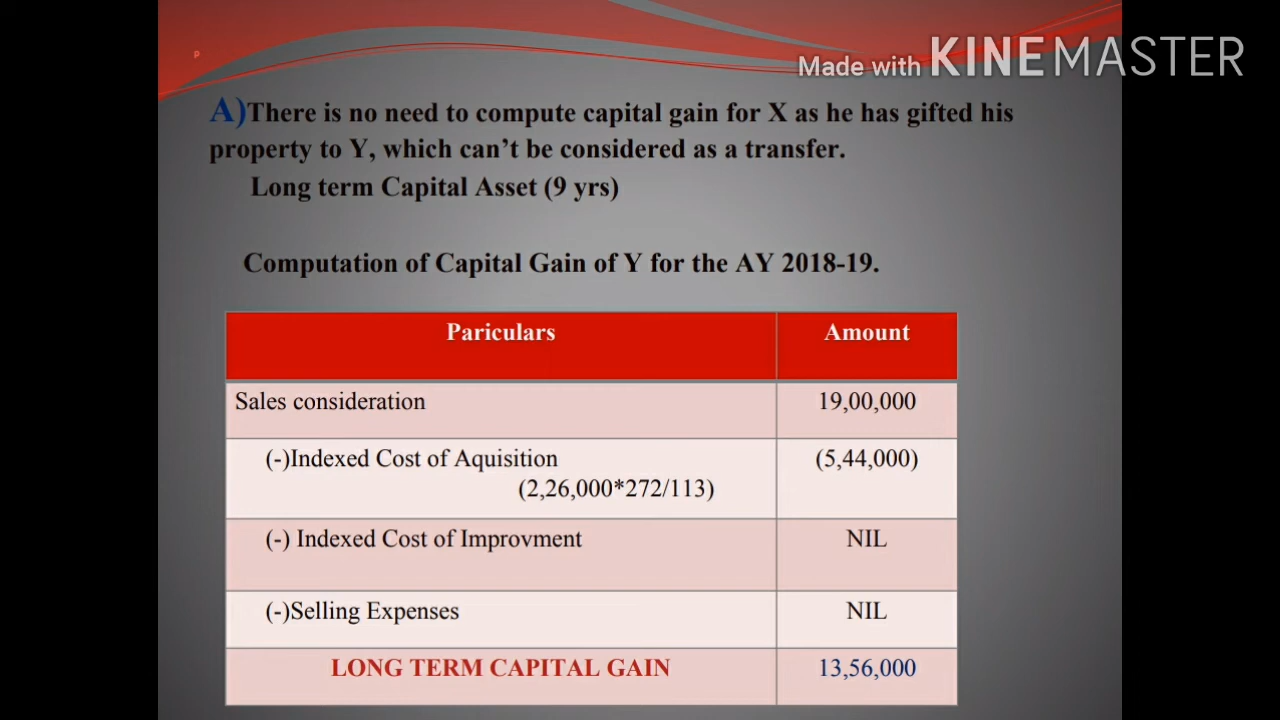 Made with KINEMASTER
P
A)There is no need to compute capital gain for X as he has gifted his
property to Y, which can’t be considered as a transfer.
Long term Capital Asset (9 yrs)
Computation of Capital Gain of Y for the AY 2018-19.
Pariculars Amount
Sales consideration 19,00,000
(-)Indexed Cost of Aquisition (5,44,000)
(2,26,000*272/113)
(-) Indexed Cost of Improvment NIL
(-)Selling Expenses NIL
LONG TERM CAPITAL GAIN 13,56,000